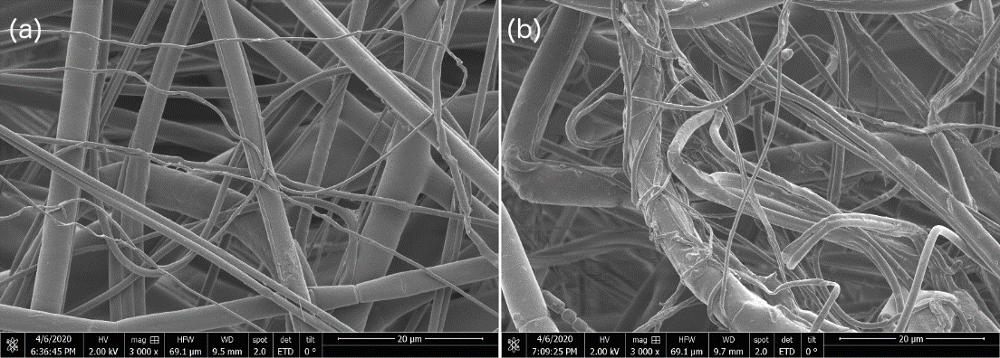 (a)
4/6/2020 HV mag HFW WD spot det tilt
6:36:45 PM 2.00 kV 3 000 x 69.1 µm 9.5 mm 2.0 ETD 0 °
20 µm
(b)
4/6/2020 HV mag HFW WD spot det tilt
7:09:25 PM 2.00 kV 3 000 x 69.1 µm 9.7 mm 2.0 ETD 0 °
20 µm